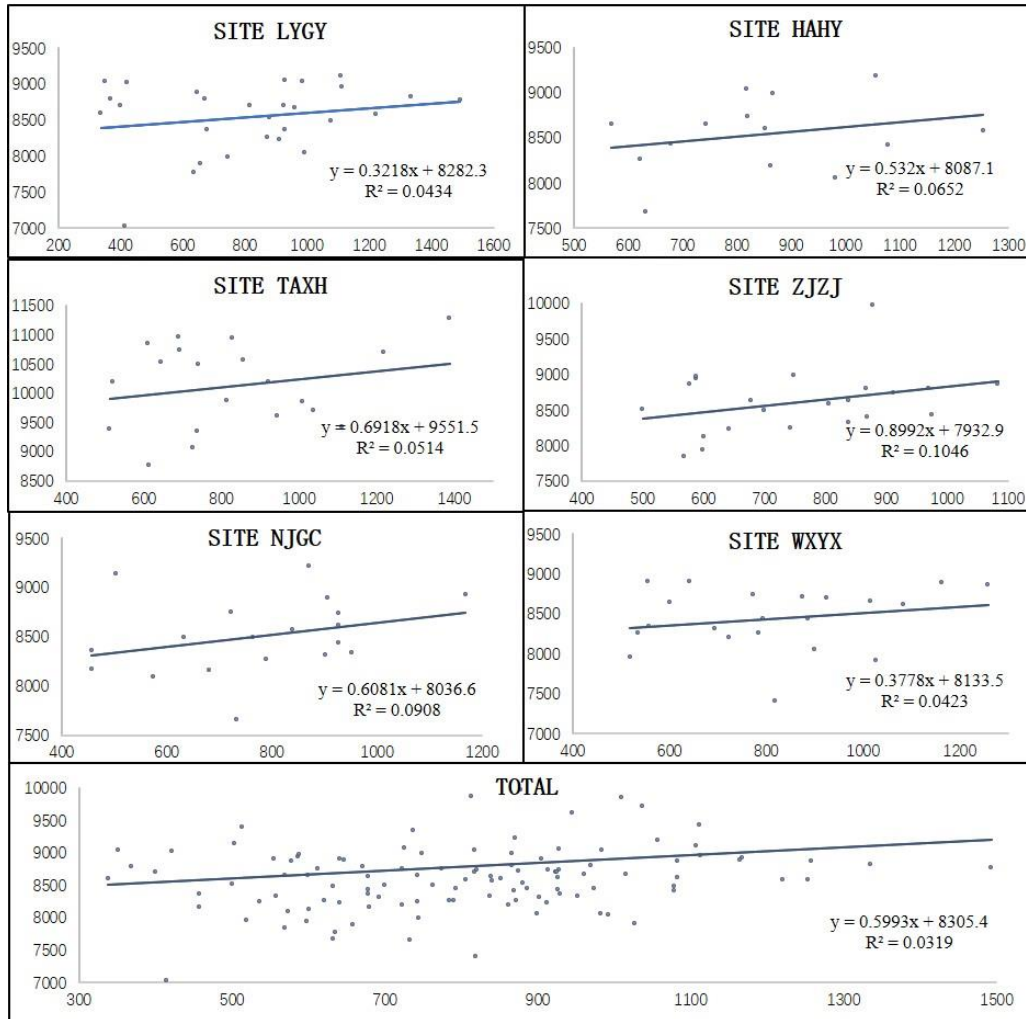 SITE LYGY
9500
9000
8500
8000
7500
7000
y = 0.3218x + 8282.3
R² = 0.0434
200 400 600 800 1000 1200 1400 1600
SITE HAHY
9500
9000
8500
8000
7500
y = 0.532x + 8087.1
R² = 0.0652
500 600 700 800 900 1000 1100 1200 1300
SITE TAXH
11500
11000
10500
10000
9500
9000
8500
y = 0.6918x + 9551.5
R² = 0.0514
400 600 800 1000 1200 1400
SITE ZJZJ
10000
9500
9000
8500
8000
7500
y = 0.8992x + 7932.9
R² = 0.1046
400 500 600 700 800 900 1000 1100
SITE NJGC
9500
9000
8500
8000
7500
y = 0.6081x + 8036.6
R² = 0.0908
400 600 800 1000 1200
SITE WXYX
9500
9000
8500
8000
7500
7000
y = 0.3778x + 8133.5
R² = 0.0423
400 600 800 1000 1200
TOTAL
10000
9500
9000
8500
8000
7500
7000
y = 0.5993x + 8305.4
R² = 0.0319
300 500 700 900 1100 1300 1500